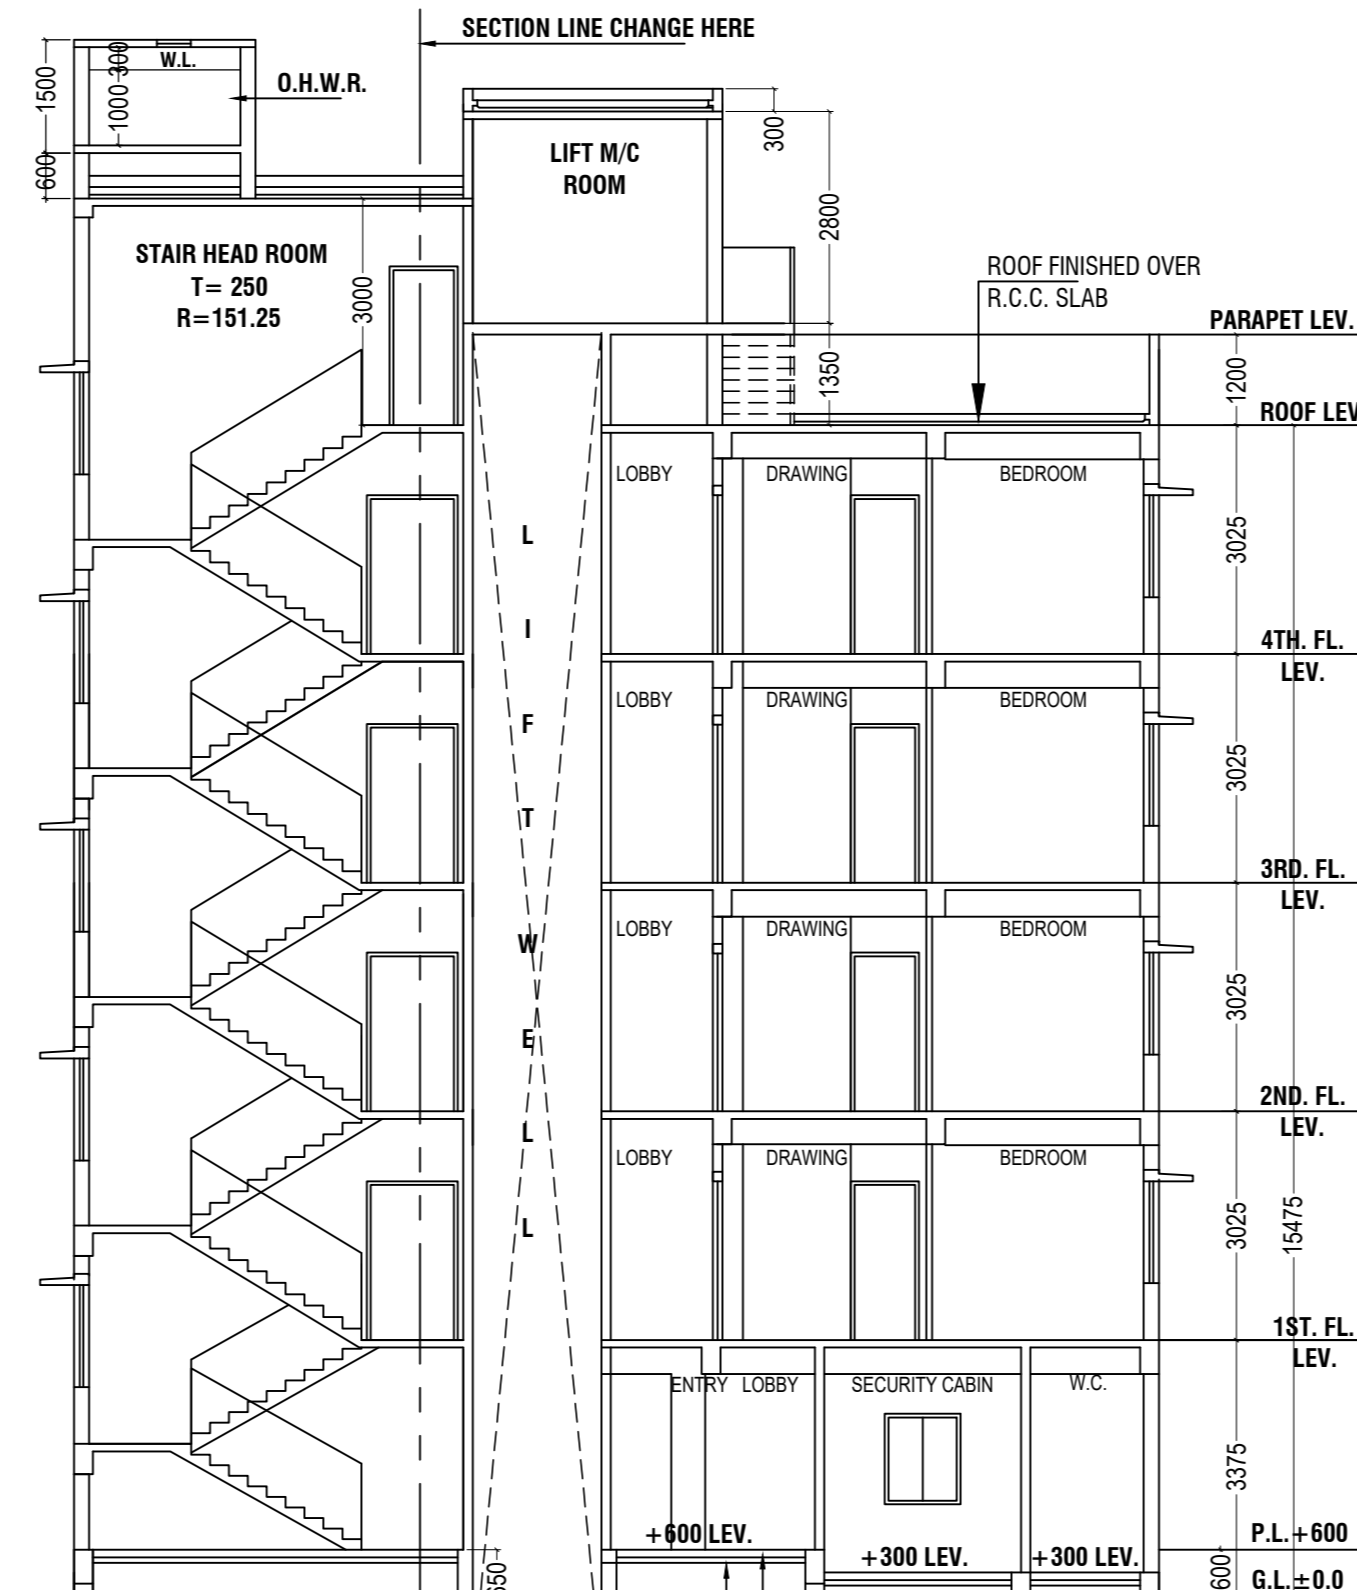 SECTION LINE CHANGE HERE
W.L.
300
1000
1500
O.H.W.R.
600
LIFT M/C
ROOM
300
2800
STAIR HEAD ROOM
T= 250
R=151.25
3000
ROOF FINISHED OVER
R.C.C. SLAB
PARAPET LEV.
1350
1200
ROOF LEV
LOBBY
DRAWING
BEDROOM
3025
L
I
F
T
W
E
L
L
4TH. FL.
LEV.
LOBBY
DRAWING
BEDROOM
3025
3RD. FL.
LEV.
LOBBY
DRAWING
BEDROOM
3025
2ND. FL.
LEV.
LOBBY
DRAWING
BEDROOM
3025
15475
1ST. FL.
LEV.
ENTRY LOBBY
SECURITY CABIN
W.C.
3375
+600 LEV.
+300 LEV.
+300 LEV.
P.L.+600
600
G.L.±0.0